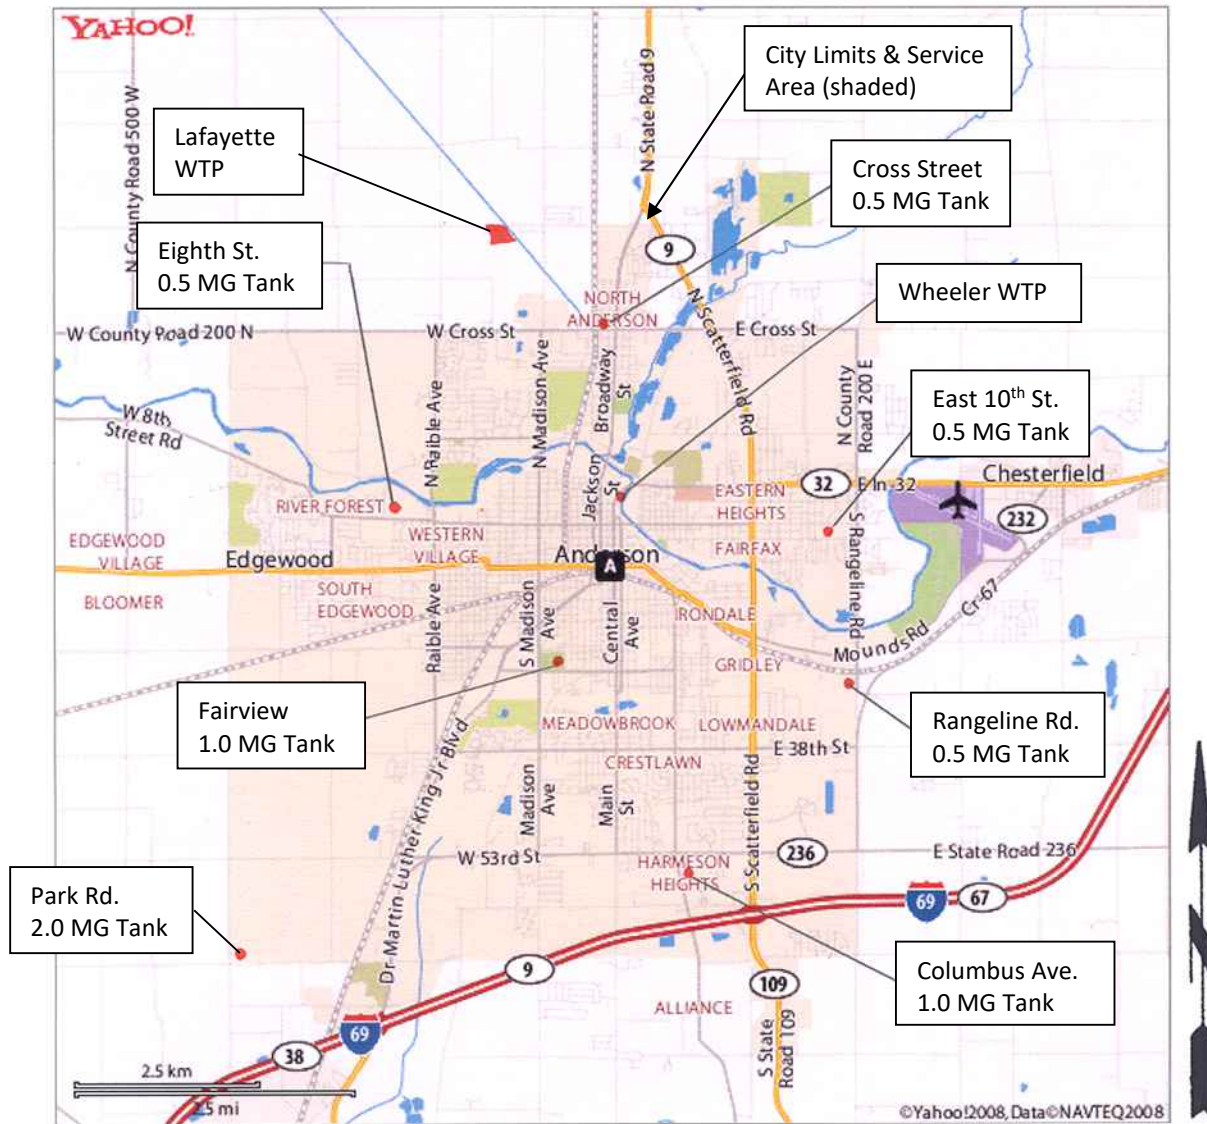 YAHOO!
City Limits & Service
Area (shaded)
N State Road 9
N County Road 500 W
Lafayette
WTP
Cross Street
0.5 MG Tank
Eighth St.
0.5 MG Tank
9
Wheeler WTP
NORTH
ANDERSON
W County Road 200 N
W Cross St
E Cross St
N Scatterfield Rd
N Raible Ave
N Madison Ave
Broadway
St
N County
Road 200 E
East 10th St.
0.5 MG Tank
W 8th
Street Rd
Jackson
St
32
E In-32
Chesterfield
232
RIVER FOREST
EASTERN
HEIGHTS
WESTERN
VILLAGE
EDGEWOOD
VILLAGE
Edgewood
Anderson
A
FAIRFAX
S Rangeline Rd
BLOOMER
SOUTH
EDGEWOOD
Raible Ave
S Madison
Ave
Central
Ave
IRONDALE
Cr-67
Mounds Rd
GRIDLEY
Fairview
1.0 MG Tank
MEADOWBROOK
LOWMANDALE
Rangeline Rd.
0.5 MG Tank
E 38th St
CRESTLAWN
Dr Martin Luther King Jr Blvd
Madison
Ave
Main
St
S Scatterfield Rd
W 53rd St
236
E State Road 236
HARMESON
HEIGHTS
Park Rd.
2.0 MG Tank
69
67
9
Columbus Ave.
1.0 MG Tank
109
ALLIANCE
S State
Road 109
69
38
2.5 km
2.5 mi
©Yahoo!2008, Data©NAVTEQ2008